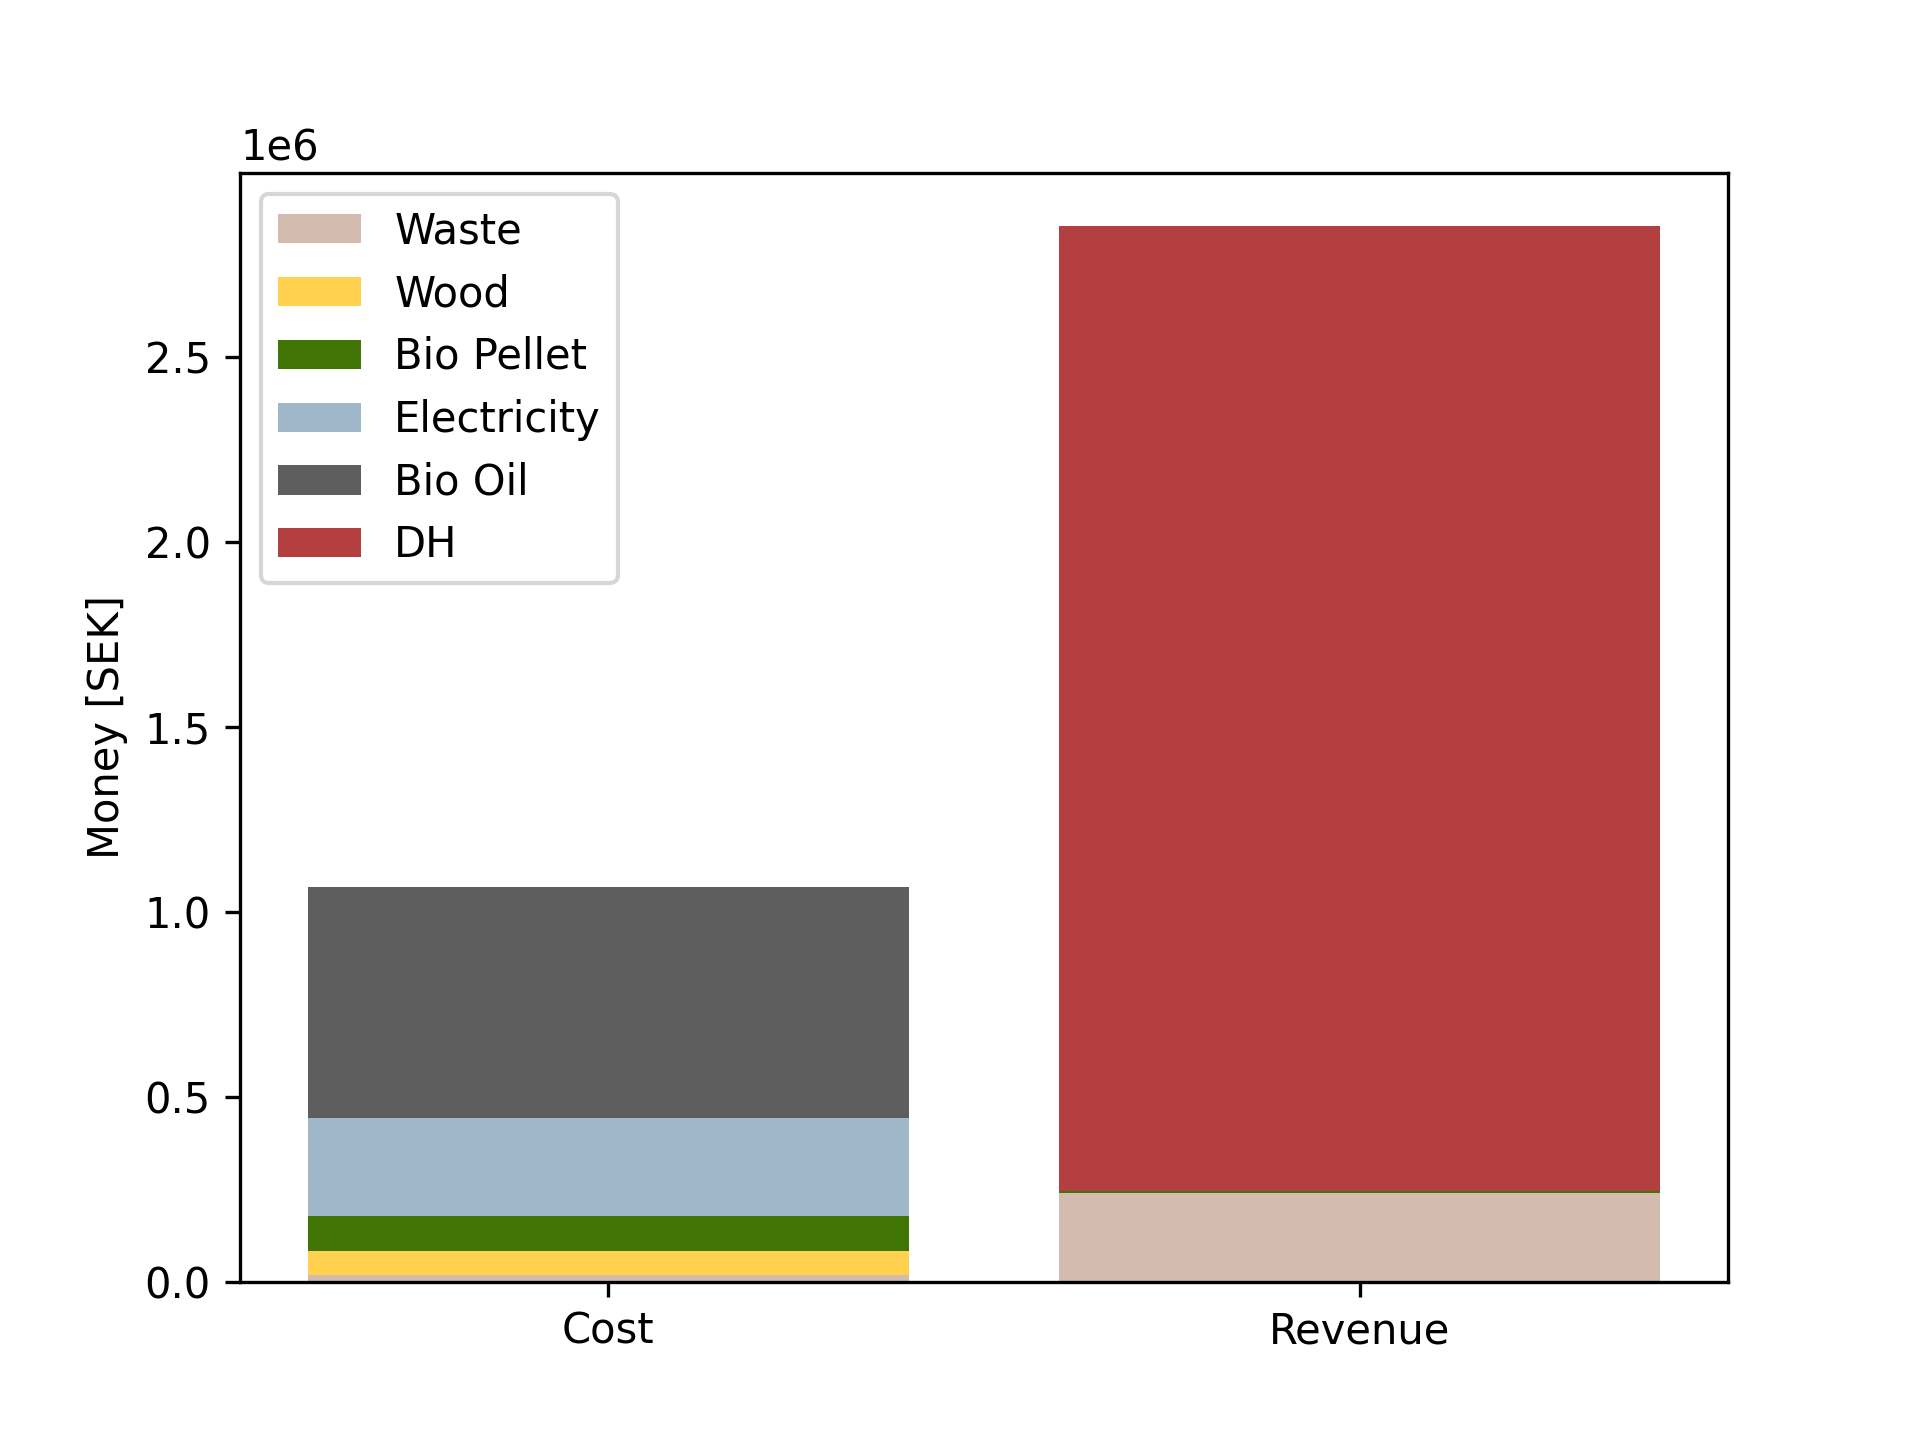 1e6
Waste
Wood
Bio Pellet
Electricity
Bio Oil
DH
Money [SEK]
2.5
2.0
1.5
1.0
0.5
0.0
Cost
Revenue